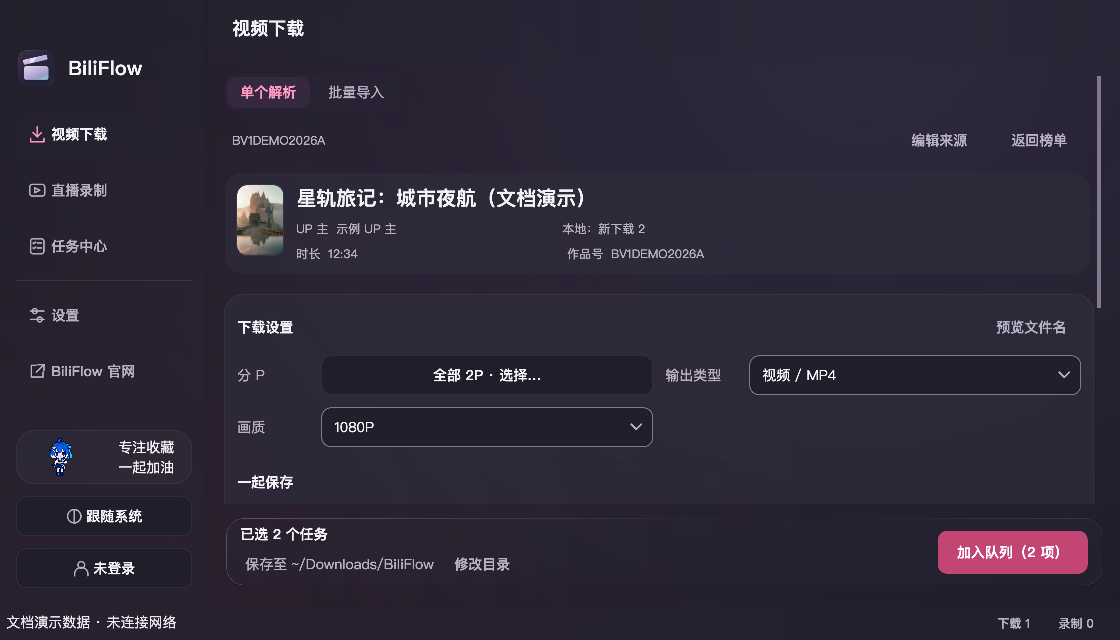 视频下载
BiliFlow
单个解析 批量导入
视频下载
BV1DEMO2026A 编辑来源 返回榜单
直播录制
星轨旅记：城市夜航（文档演示）
UP 主 示例 UP 主 本地：新下载 2
任务中心
时长 12:34 作品号 BV1DEMO2026A
设置
下载设置 预览文件名
BiliFlow 官网
分 P 全部 2P · 选择... 输出类型 视频 / MP4
画质 1080P
专注收藏
一起加油
一起保存
跟随系统
已选 2 个任务
加入队列（2 项）
保存至 ~/Downloads/BiliFlow 修改目录
未登录
文档演示数据 · 未连接网络 下载 1 录制 0